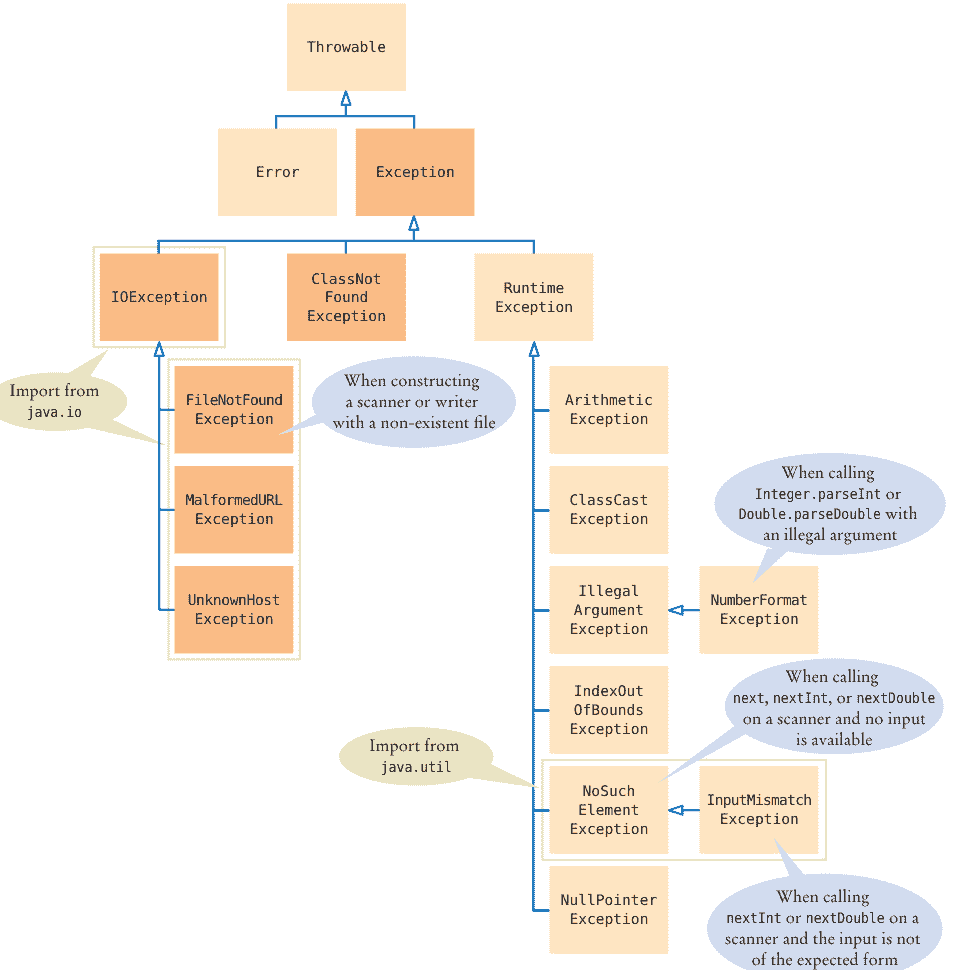 Throwable
Error
Exception
IOException
ClassNot
Found
Exception
Runtime
Exception
Import from
java.io
FileNotFound
Exception
When constructing
a scanner or writer
with a non-existent file
Arithmetic
Exception
MalformedURL
Exception
ClassCast
Exception
When calling
Integer.parseInt or
Double.parseDouble with
an illegal argument
UnknownHost
Exception
Illegal
Argument
Exception
NumberFormat
Exception
IndexOut
OfBounds
Exception
When calling
next, nextInt, or nextDouble
on a scanner and no input
is available
Import from
java.util
NoSuch
Element
Exception
InputMismatch
Exception
NullPointer
Exception
When calling
nextInt or nextDouble on a
scanner and the input is not
of the expected form